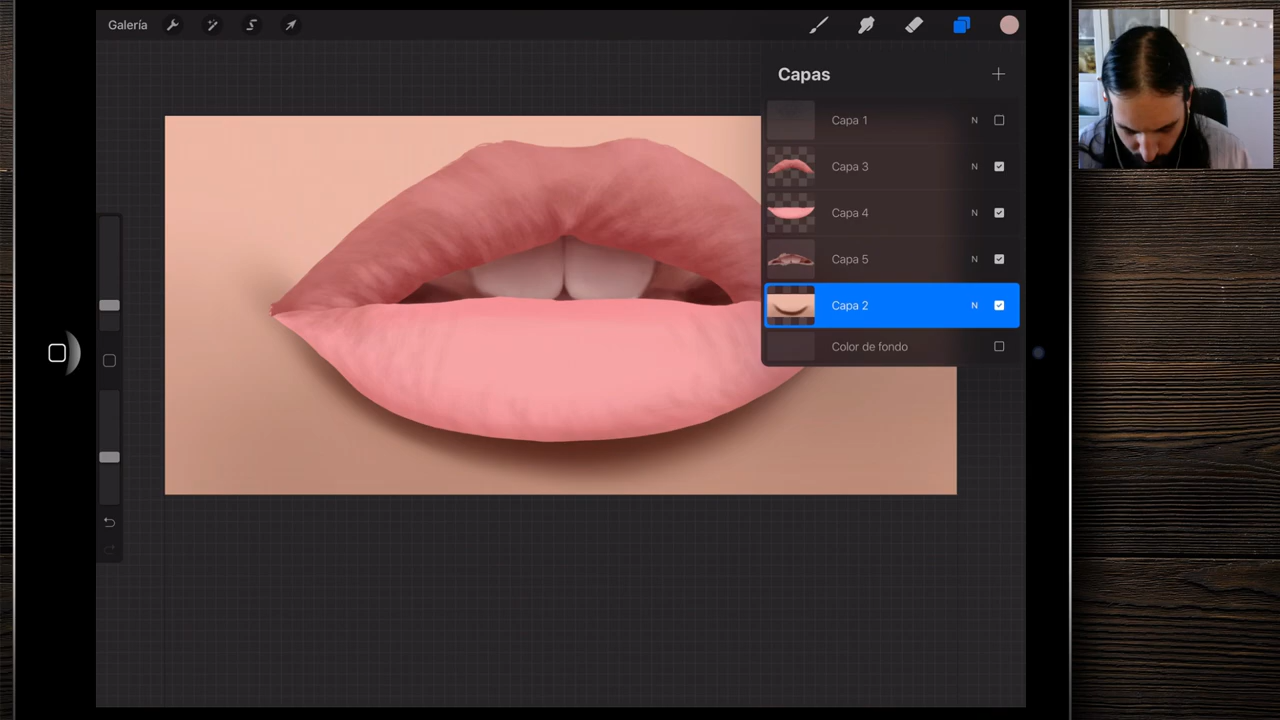 Galería
Capas
Capa 1 N
Capa 3 N
Capa 4 N
Capa 5 N
Capa 2 N
Color de fondo